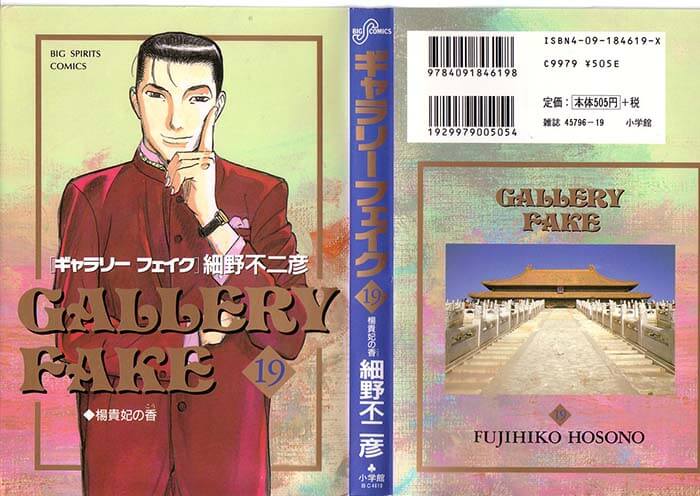 BIG SPIRITS
COMICS
[ギャラリー フェイク] 細野不二彦
GALLERY
FAKE 19
◆楊貴妃の香
BIG COMICS
ギャラリーフェイク
19
楊貴妃の香
細野不二彦
小学館
9784091846198
1929979005054
ISBN4-09-184619-X
C9979 ¥505E
定価：本体505円+税
雑誌 45796-19 小学館
GALLERY
FAKE
19
FUJIHIKO HOSONO